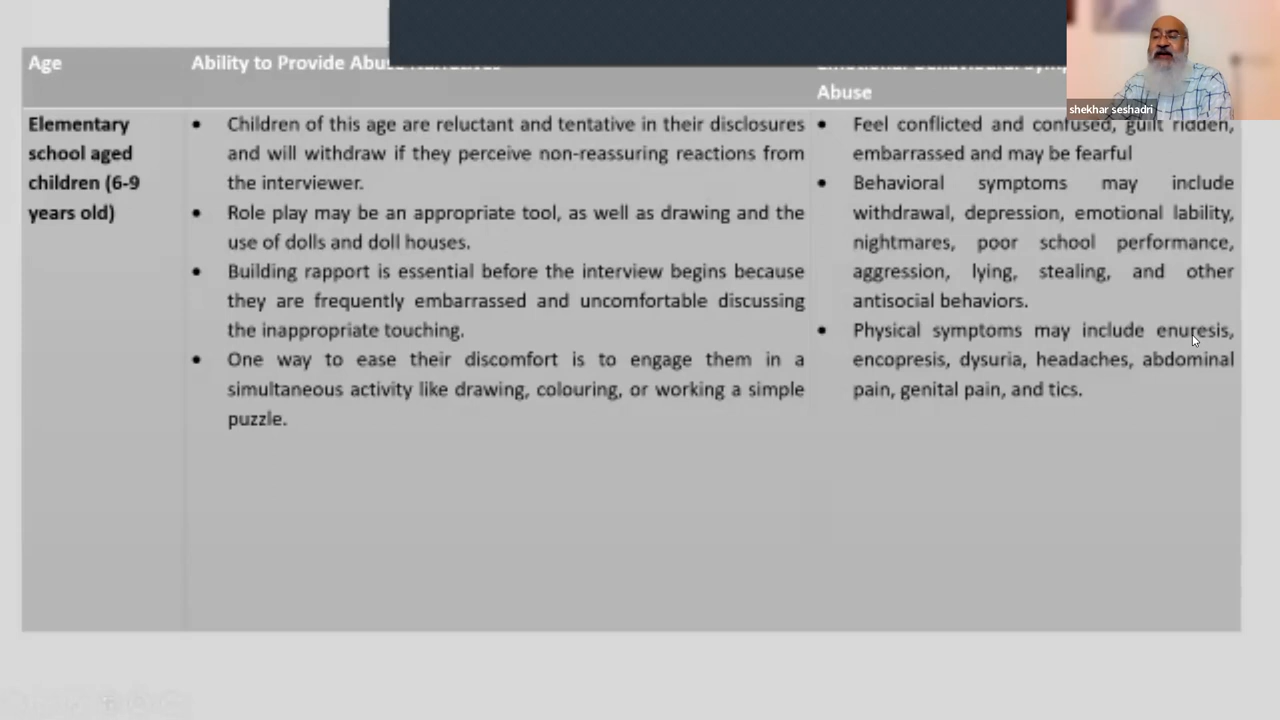 shekhar seshadri
Age
Ability to Provide Abuse Narratives
Emotional Behavioural
Abuse
Elementary
school aged
children (6-9
years old)
• Children of this age are reluctant and tentative in their disclosures
and will withdraw if they perceive non-reassuring reactions from
the interviewer.
• Role play may be an appropriate tool, as well as drawing and the
use of dolls and doll houses.
• Building rapport is essential before the interview begins because
they are frequently embarrassed and uncomfortable discussing
the inappropriate touching.
• One way to ease their discomfort is to engage them in a
simultaneous activity like drawing, colouring, or working a simple
puzzle.
• Feel conflicted and confused, guilt ridden,
embarrassed and may be fearful
• Behavioral symptoms may include
withdrawal, depression, emotional lability,
nightmares, poor school performance,
aggression, lying, stealing, and other
antisocial behaviors.
• Physical symptoms may include enuresis,
encopresis, dysuria, headaches, abdominal
pain, genital pain, and tics.